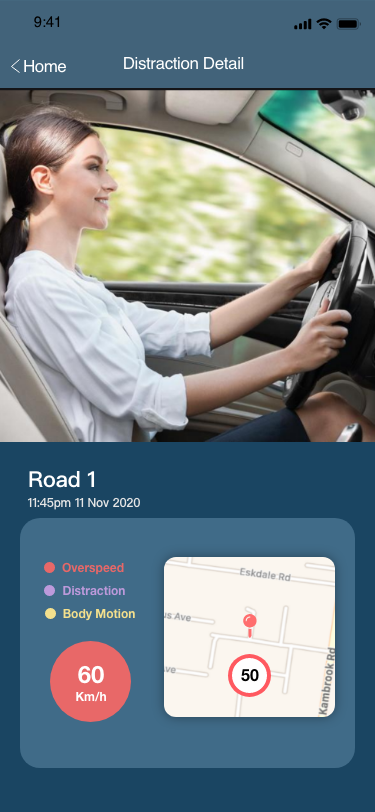 9:41
Home
Distraction Detail
Road 1
11:45pm 11 Nov 2020
Overspeed
Distraction
Body Motion
60
Km/h
Eskdale Rd
us Ave
Ave
50
Kambrook Rd